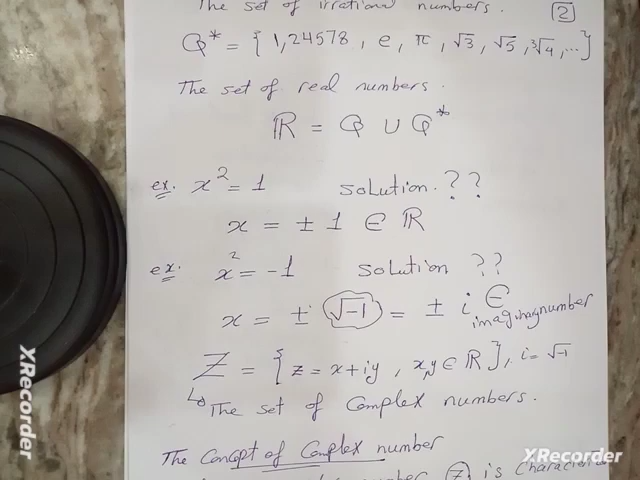 The set of irrational numbers. 2
Q* = { 1,24578 , e , π , √3 , √5 , ∛4 , ... }
The set of real numbers.
ℝ = Q ∪ Q*
ex. x² = 1 solution. ? ?
x = ± 1 ∈ ℝ
ex. x² = -1 solution ? ?
x = ± √-1 = ± i ∈ imaginary number
Z = { z = x + iy , x,y ∈ ℝ } , i = √-1
↳ The set of Complex numbers.
The Concept of Complex number
number (Z) is
XRecorder
XRecorder